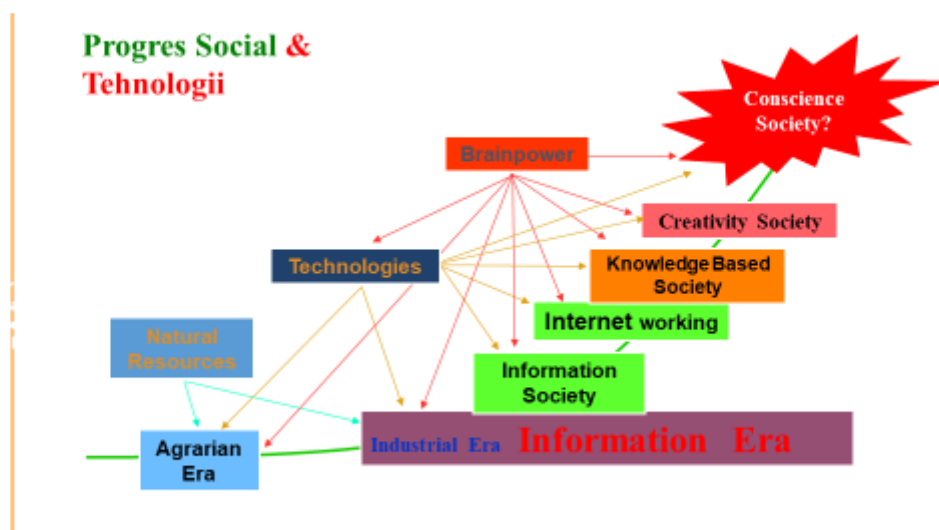 Progres Social &
Tehnologii
Conscience
Society?
Brainpower
Creativity Society
Technologies
Knowledge Based
Society
Internet working
Natural
Resources
Information
Society
Industrial Era Information Era
Agrarian
Era